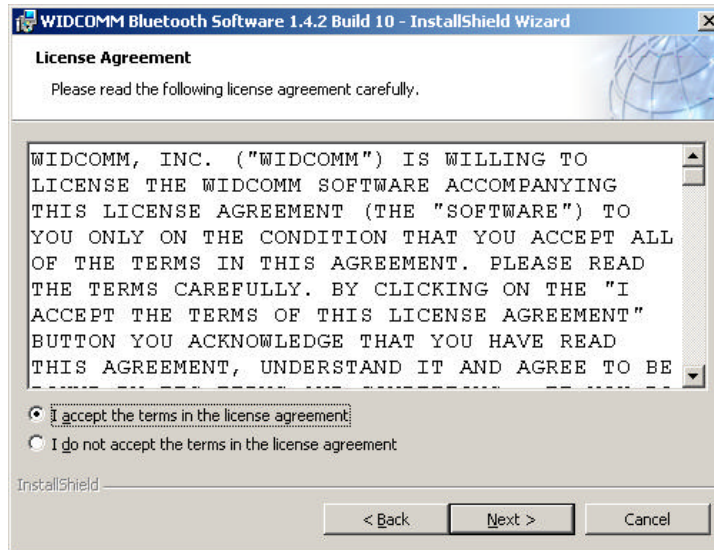 WIDCOMM Bluetooth Software 1.4.2 Build 10 - InstallShield Wizard
License Agreement
Please read the following license agreement carefully.
WIDCOMM, INC. ("WIDCOMM") IS WILLING TO
LICENSE THE WIDCOMM SOFTWARE ACCOMPANYING
THIS LICENSE AGREEMENT (THE "SOFTWARE") TO
YOU ONLY ON THE CONDITION THAT YOU ACCEPT ALL
OF THE TERMS IN THIS AGREEMENT. PLEASE READ
THE TERMS CAREFULLY. BY CLICKING ON THE "I
ACCEPT THE TERMS OF THIS LICENSE AGREEMENT"
BUTTON YOU ACKNOWLEDGE THAT YOU HAVE READ
THIS AGREEMENT, UNDERSTAND IT AND AGREE TO BE
I accept the terms in the license agreement
I do not accept the terms in the license agreement
InstallShield
< Back Next > Cancel